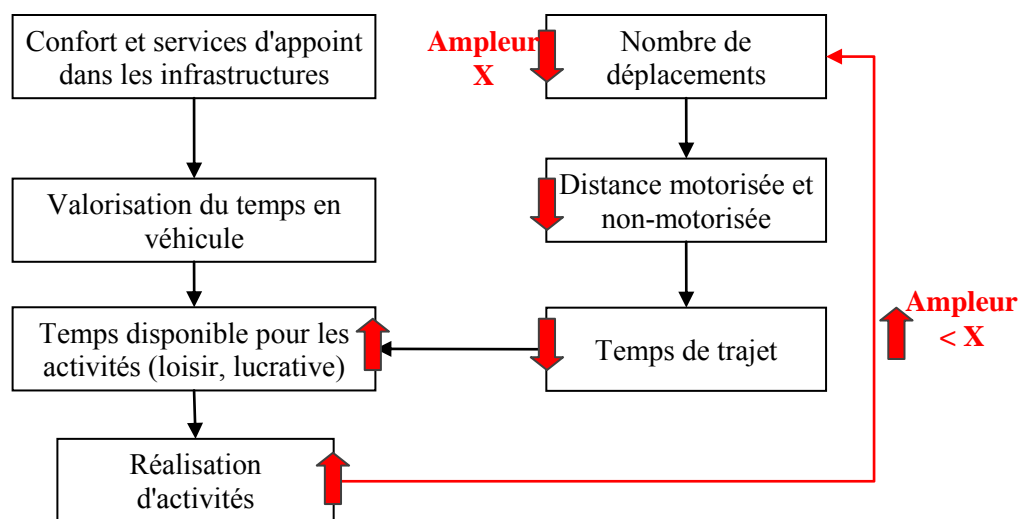 Confort et services d'appoint
dans les infrastructures
Ampleur
X
Nombre de
déplacements
Valorisation du temps en
véhicule
Distance motorisée et
non-motorisée
Temps disponible pour les
activités (loisir, lucrative)
Temps de trajet
Ampleur
< X
Réalisation
d'activités